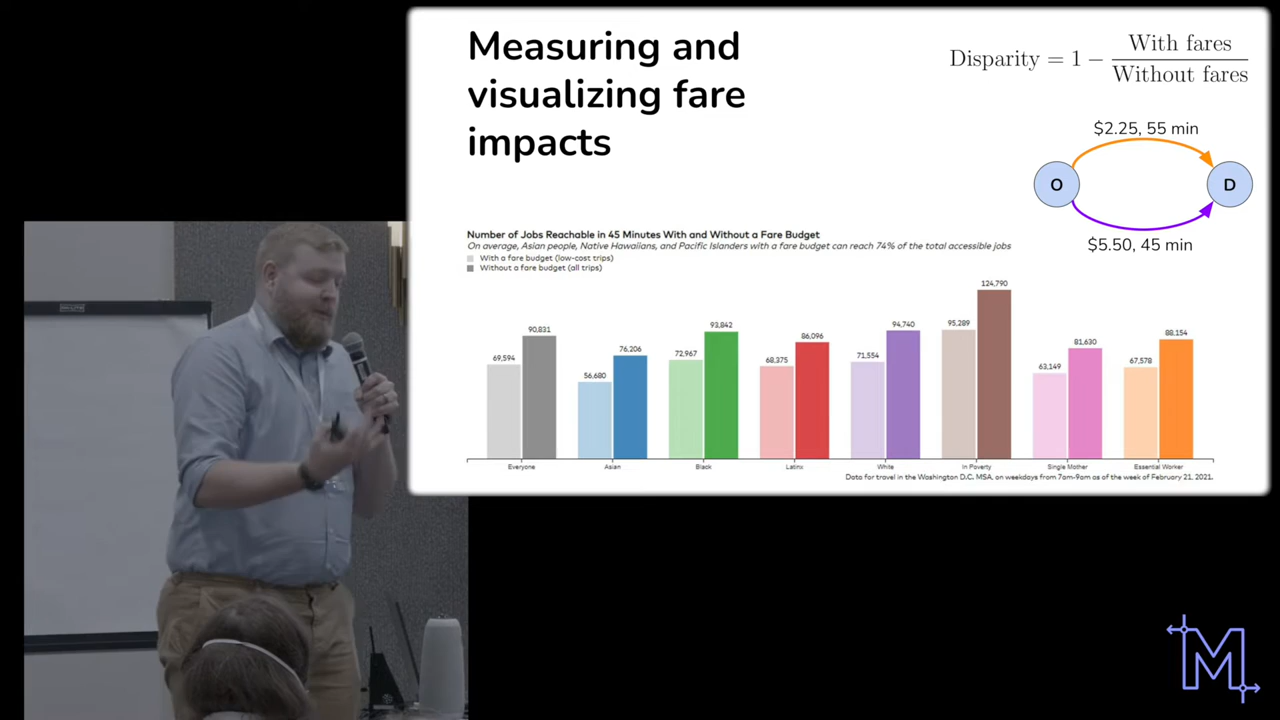 Measuring and
visualizing fare
impacts
Disparity = 1 − With fares
Without fares
$2.25, 55 min
O
D
$5.50, 45 min
Number of Jobs Reachable in 45 Minutes With and Without a Fare Budget
On average, Asian people, Native Hawaiians, and Pacific Islanders with a fare budget can reach 74% of the total accessible jobs
With a fare budget (low-cost trips)
Without a fare budget (all trips)
69,594 90,831 56,680 76,206 72,967 93,842 68,375 86,096 71,554 94,740 95,289 124,790 63,149 81,630 67,578 88,154
Everyone Asian Black Latinx White In Poverty Single Mother Essential Worker
Data for travel in the Washington D.C. MSA, on weekdays from 7am-9am as of the week of February 21, 2021.
M